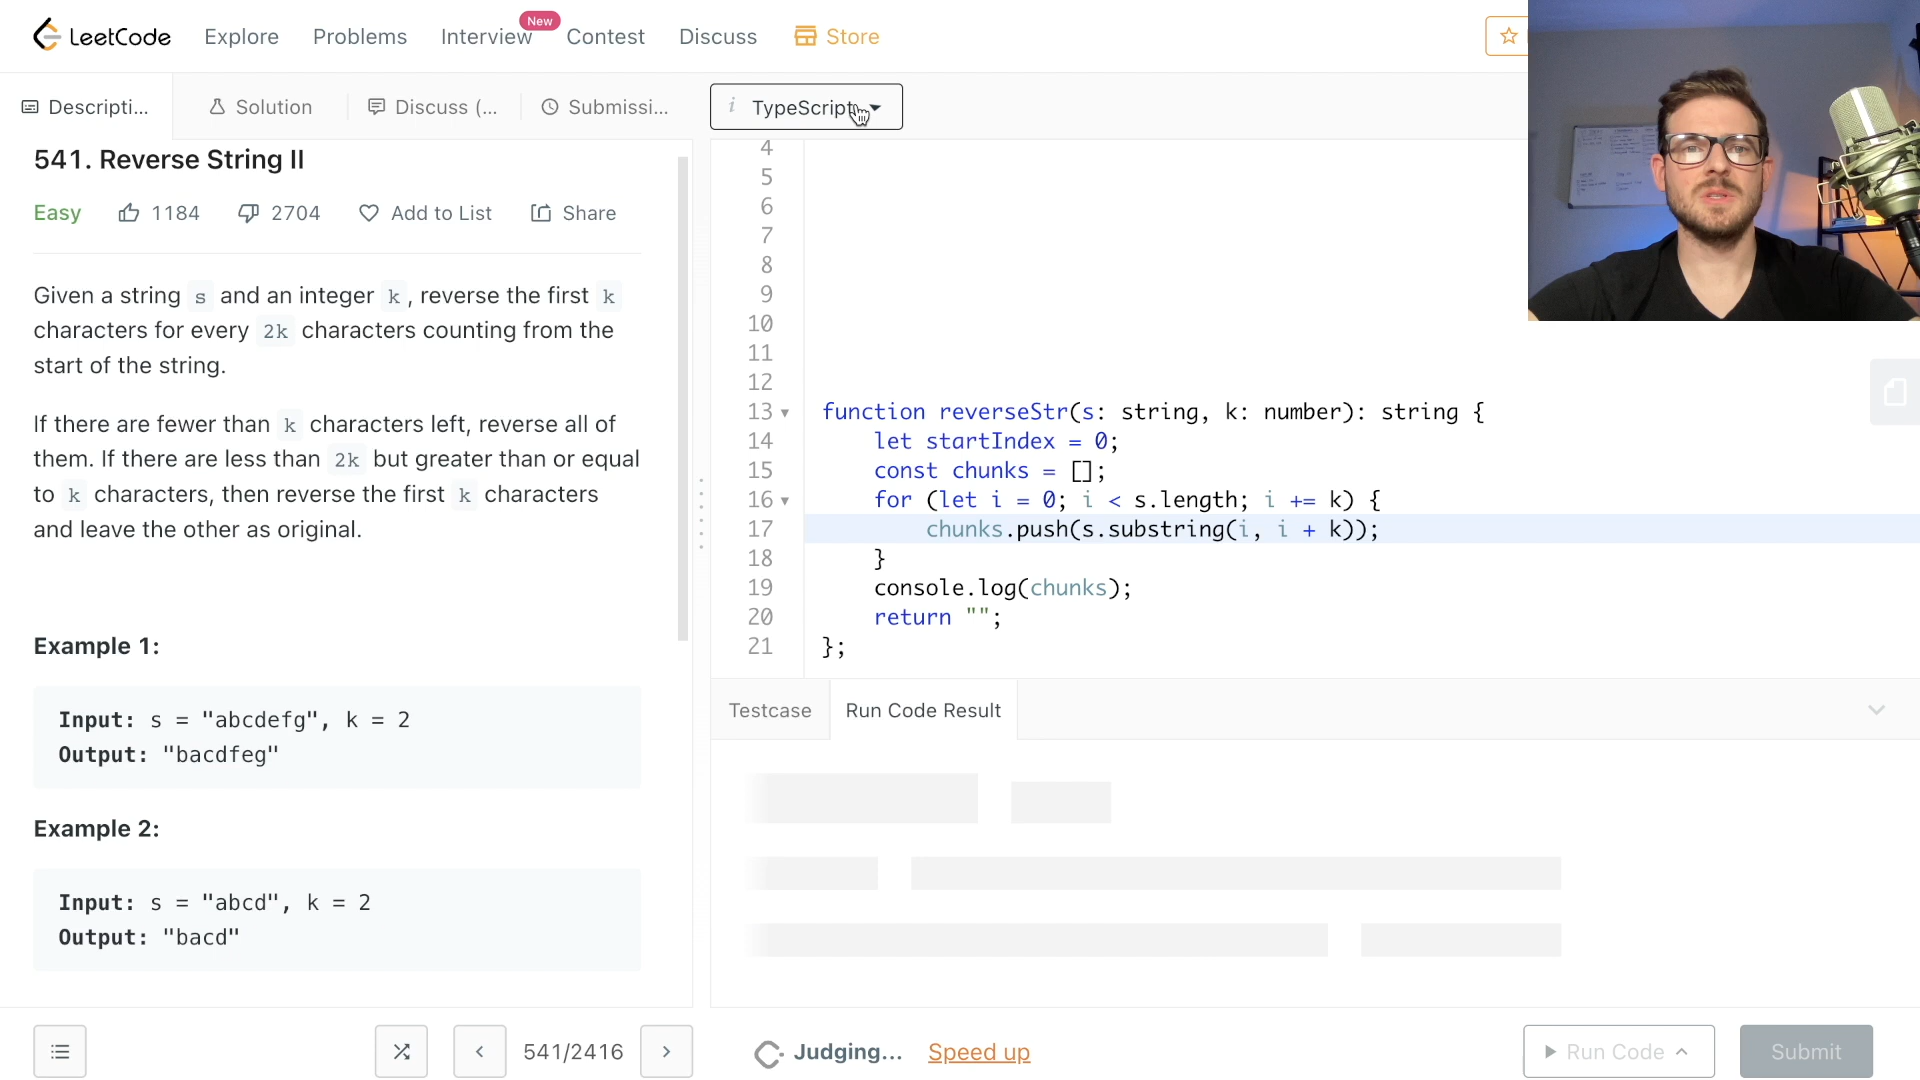 LeetCode Explore Problems Interview New Contest Discuss Store
Descripti... Solution Discuss (... Submissi...
541. Reverse String II
Easy 1184 2704 Add to List Share
Given a string s and an integer k , reverse the first k
characters for every 2k characters counting from the
start of the string.
If there are fewer than k characters left, reverse all of
them. If there are less than 2k but greater than or equal
to k characters, then reverse the first k characters
and leave the other as original.
Example 1:
Input: s = "abcdefg", k = 2
Output: "bacdfeg"
Example 2:
Input: s = "abcd", k = 2
Output: "bacd"
541/2416
i TypeScript
4
5
6
7
8
9
10
11
12
13 function reverseStr(s: string, k: number): string {
14 let startIndex = 0;
15 const chunks = [];
16 for (let i = 0; i < s.length; i += k) {
17 chunks.push(s.substring(i, i + k));
18 }
19 console.log(chunks);
20 return "";
21 };
Testcase Run Code Result
Judging... Speed up Run Code Submit